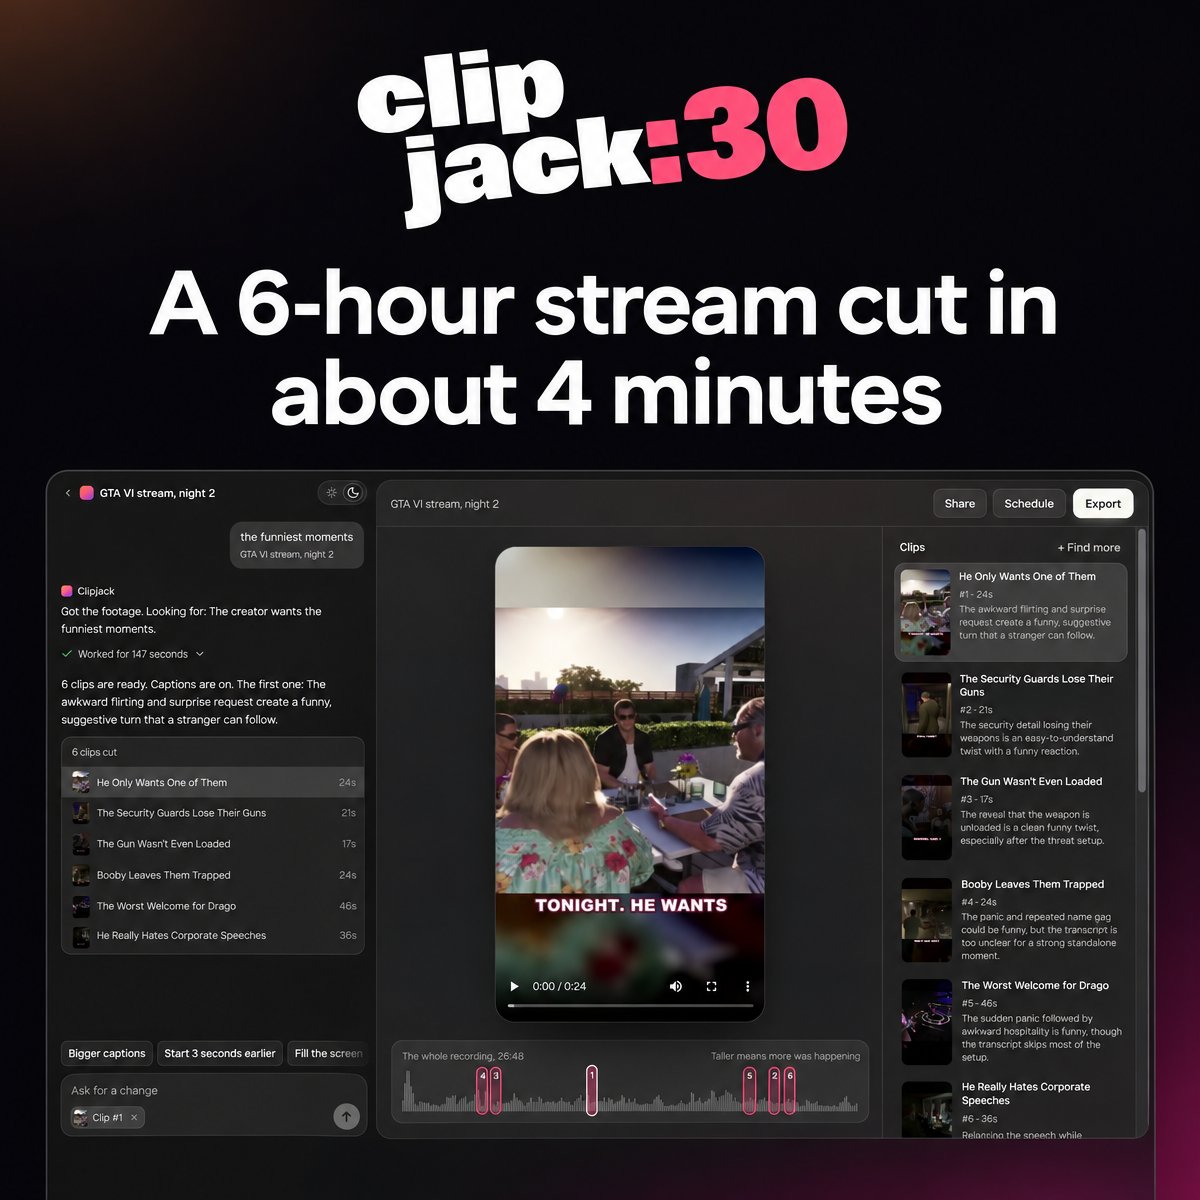 clip
jack:30
A 6-hour stream cut in
about 4 minutes
GTA VI stream, night 2
the funniest moments
GTA VI stream, night 2
Clipjack
Got the footage. Looking for: The creator wants the
funniest moments.
Worked for 147 seconds
6 clips are ready. Captions are on. The first one: The
awkward flirting and surprise request create a funny,
suggestive turn that a stranger can follow.
6 clips cut
He Only Wants One of Them 24s
The Security Guards Lose Their Guns 21s
The Gun Wasn't Even Loaded 17s
Booby Leaves Them Trapped 24s
The Worst Welcome for Drago 46s
He Really Hates Corporate Speeches 36s
Bigger captions Start 3 seconds earlier Fill the screen
Ask for a change
Clip #1 ×
GTA VI stream, night 2 Share Schedule Export
TONIGHT. HE WANTS
0:00 / 0:24
The whole recording, 26:48 Taller means more was happening
4 3 1 5 2 6
Clips + Find more
He Only Wants One of Them
#1 - 24s
The awkward flirting and surprise
request create a funny, suggestive
turn that a stranger can follow.
The Security Guards Lose Their
Guns
#2 - 21s
The security detail losing their
weapons is an easy-to-understand
twist with a funny reaction.
The Gun Wasn't Even Loaded
#3 - 17s
The reveal that the weapon is
unloaded is a clean funny twist,
especially after the threat setup.
Booby Leaves Them Trapped
#4 - 24s
The panic and repeated name gag
could be funny, but the transcript is
too unclear for a strong standalone
moment.
The Worst Welcome for Drago
#5 - 46s
The sudden panic followed by
awkward hospitality is funny, though
the transcript skips most of the
setup.
He Really Hates Corporate
Speeches
#6 - 36s
the speech while